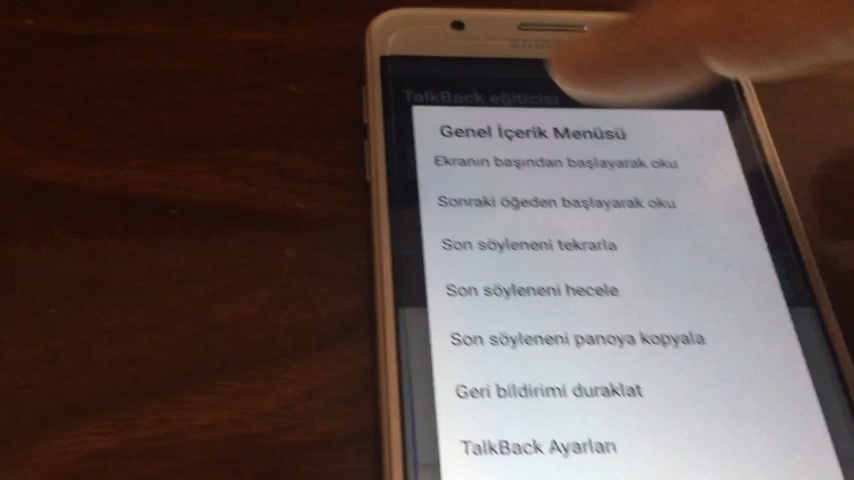 TalkBack eğiticisi
Genel İçerik Menüsü
Ekranın başından başlayarak oku
Sonraki öğeden başlayarak oku
Son söyleneni tekrarla
Son söyleneni hecele
Son söyleneni panoya kopyala
Geri bildirimi duraklat
TalkBack Ayarları